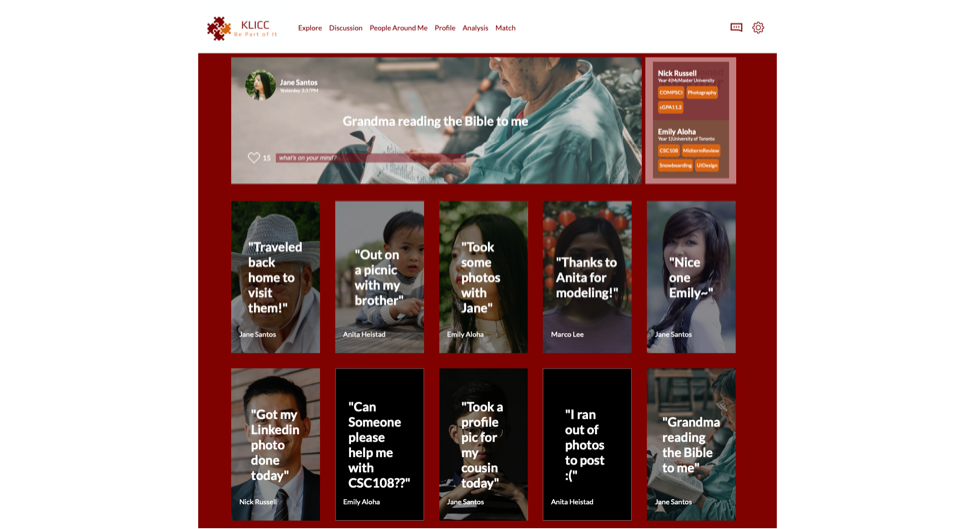 KLICC
Be Part of It
Explore Discussion People Around Me Profile Analysis Match
Jane Santos
Yesterday 3:37PM
Grandma reading the Bible to me
15 what's on your mind?
Nick Russell
Year 4|McMaster University
COMPSCI Photography
cGPA11.2
Emily Aloha
Year 1|University of Toronto
CSC108 MidtermReview
Snowboarding UIDesign
"Traveled
back
home to
visit
them!"
Jane Santos
"Out on
a picnic
with my
brother"
Anita Heistad
"Took
some
photos
with
Jane"
Emily Aloha
"Thanks to
Anita for
modeling!"
Marco Lee
"Nice
one
Emily~"
Jane Santos
"Got my
Linkedin
photo
done
today"
Nick Russell
"Can
Someone
please
help me
with
CSC108??"
Emily Aloha
"Took a
profile
pic for
my
cousin
today"
Jane Santos
"I ran
out of
photos
to post
:("
Anita Heistad
"Grandma
reading
the Bible
to me"
Jane Santos